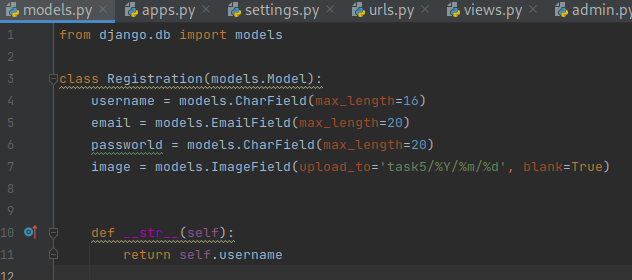 models.py apps.py settings.py urls.py views.py admin.py
1 from django.db import models
2
3 class Registration(models.Model):
4 username = models.CharField(max_length=16)
5 email = models.EmailField(max_length=20)
6 passworld = models.CharField(max_length=20)
7 image = models.ImageField(upload_to='task5/%Y/%m/%d', blank=True)
8
9
10 def __str__(self):
11 return self.username
12